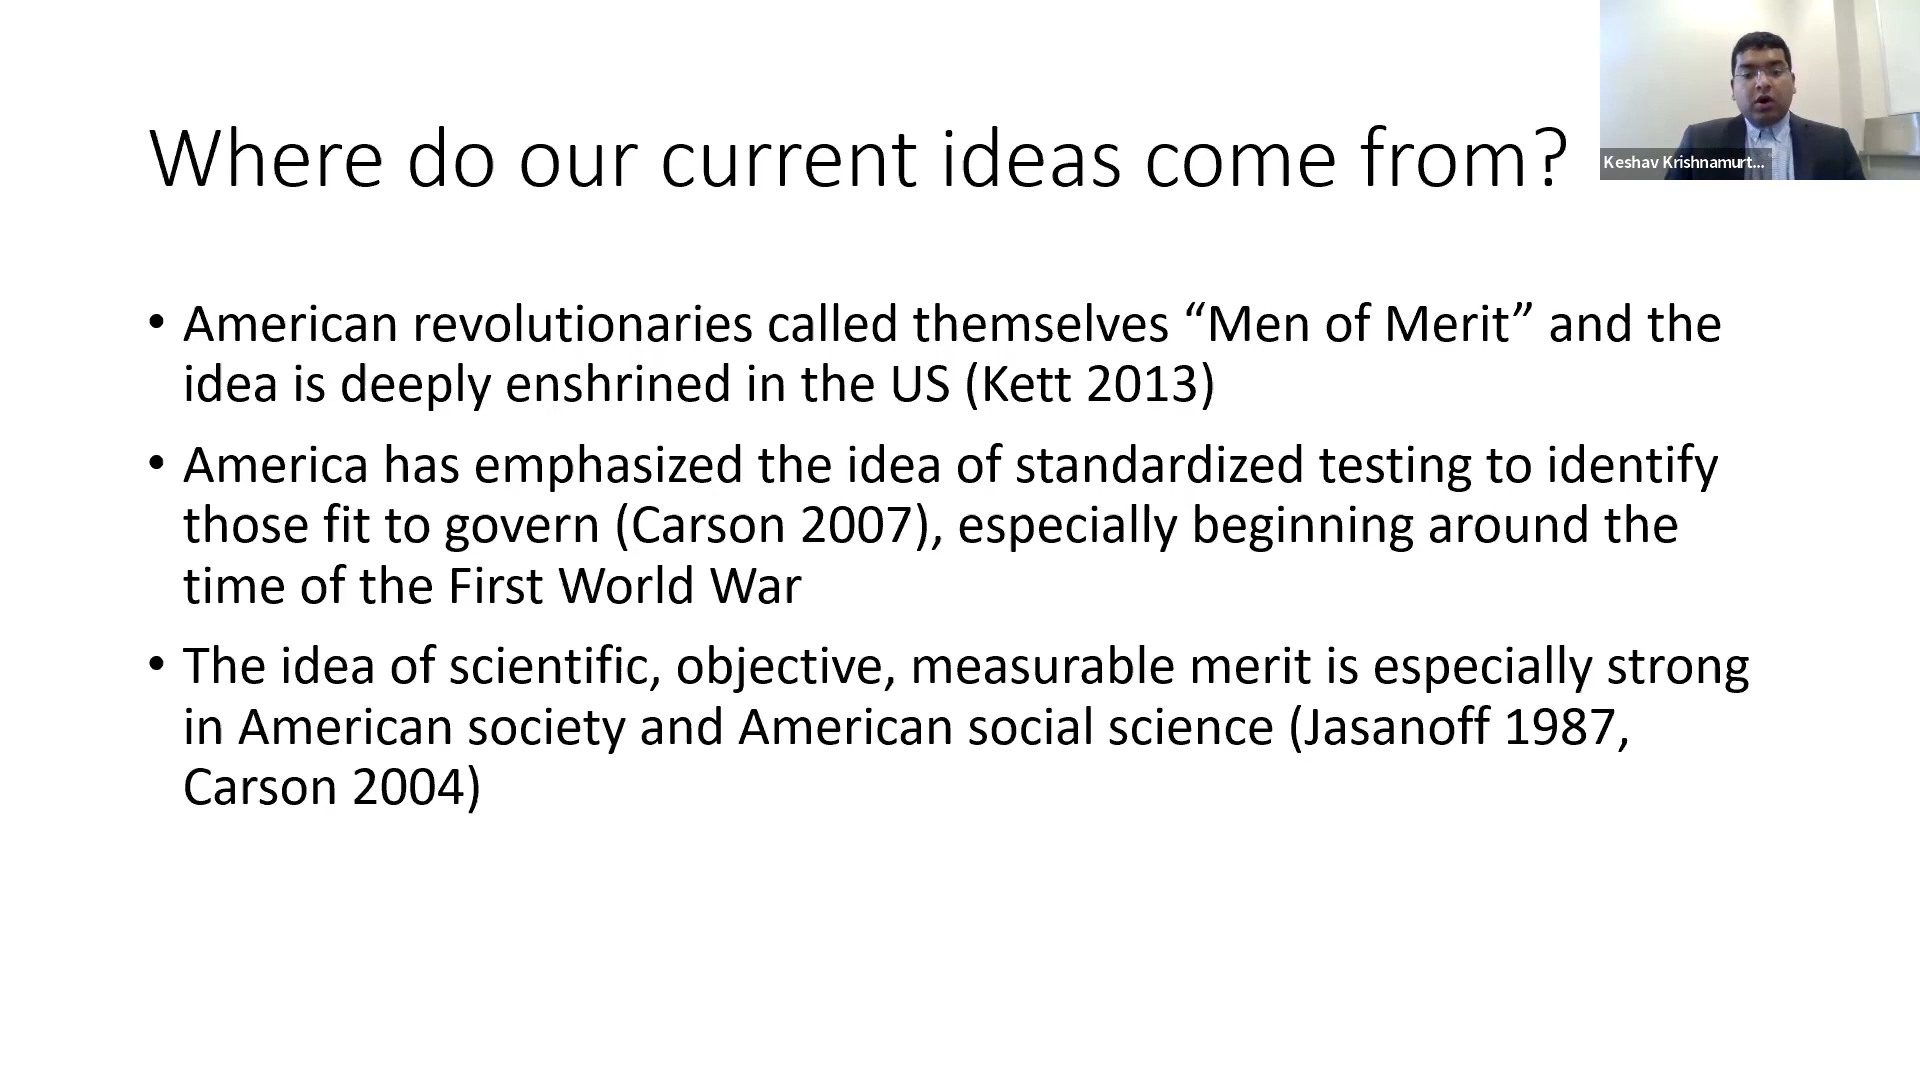 Where do our current ideas come from?
Keshav Krishnamurt...
• American revolutionaries called themselves “Men of Merit” and the
idea is deeply enshrined in the US (Kett 2013)
• America has emphasized the idea of standardized testing to identify
those fit to govern (Carson 2007), especially beginning around the
time of the First World War
• The idea of scientific, objective, measurable merit is especially strong
in American society and American social science (Jasanoff 1987,
Carson 2004)